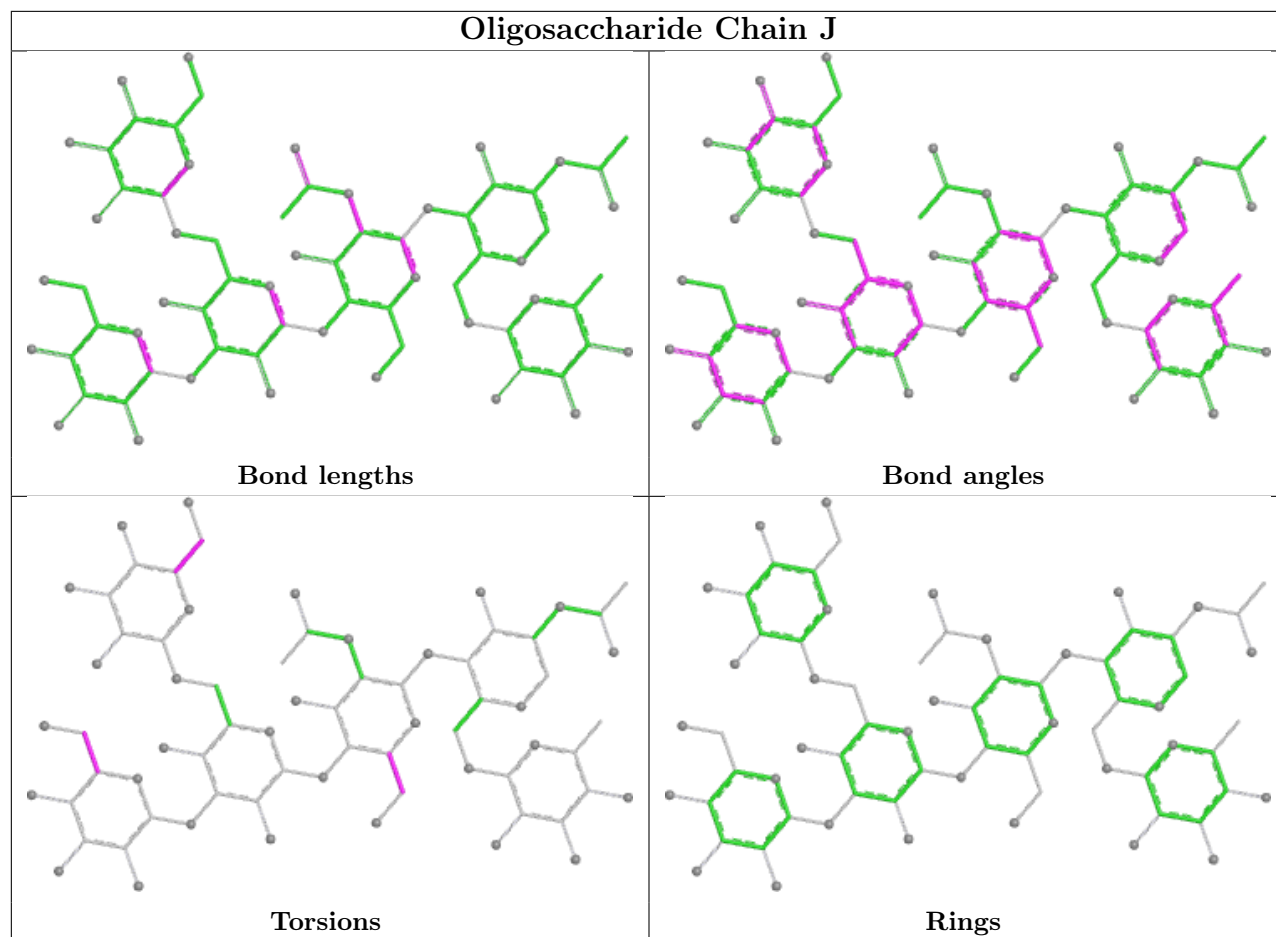 Oligosaccharide Chain J
Bond lengths
Bond angles
Torsions
Rings